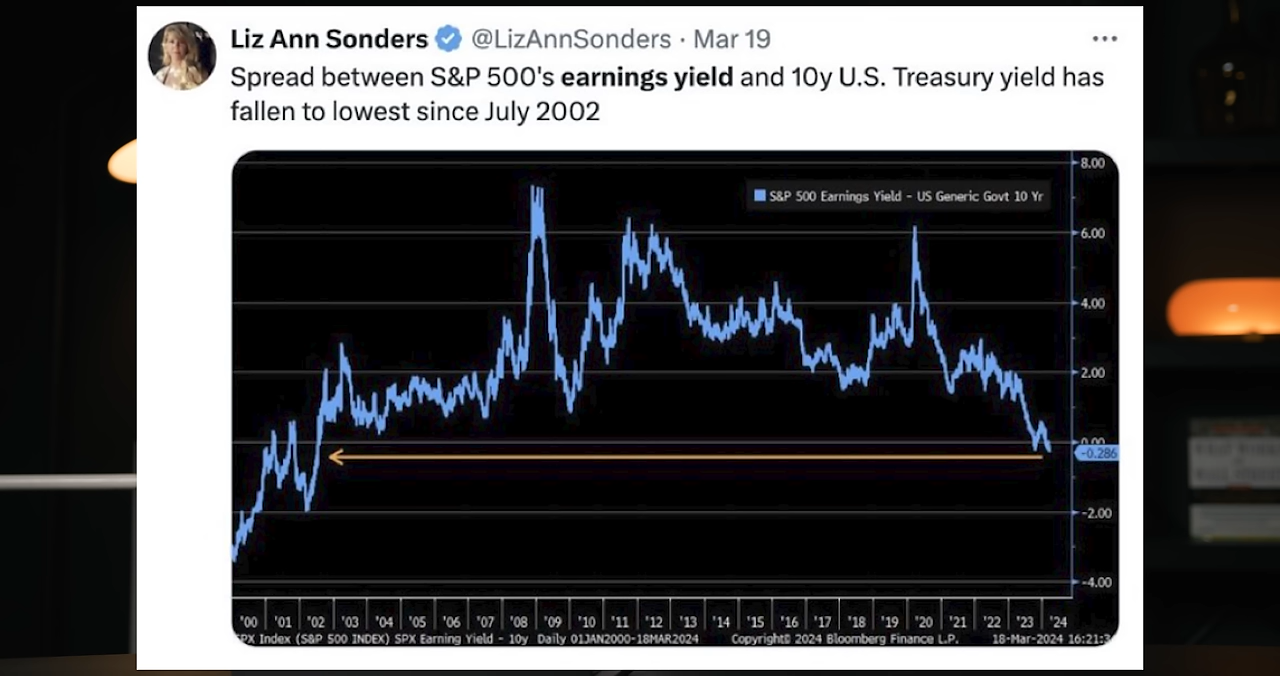 Liz Ann Sonders @LizAnnSonders · Mar 19
Spread between S&P 500's earnings yield and 10y U.S. Treasury yield has
fallen to lowest since July 2002
8.00
S&P 500 Earnings Yield - US Generic Govt 10 Yr
6.00
4.00
2.00
0.00
-0.286
-2.00
-4.00
'00 '01 '02 '03 '04 '05 '06 '07 '08 '09 '10 '11 '12 '13 '14 '15 '16 '17 '18 '19 '20 '21 '22 '23 '24
SPX Index (S&P 500 INDEX) SPX Earning Yield - 10y Daily 01JAN2000-18MAR2024 Copyright© 2024 Bloomberg Finance L.P. 18-Mar-2024 16:21:3